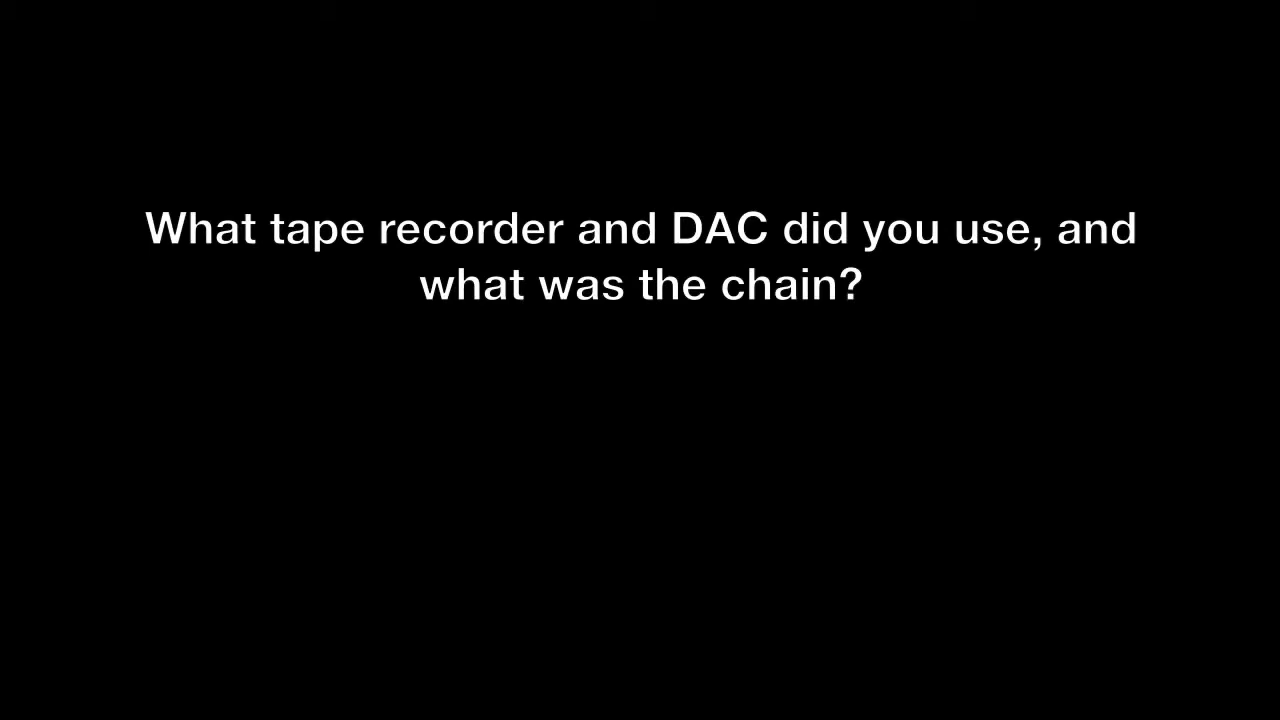 What tape recorder and DAC did you use, and
what was the chain?